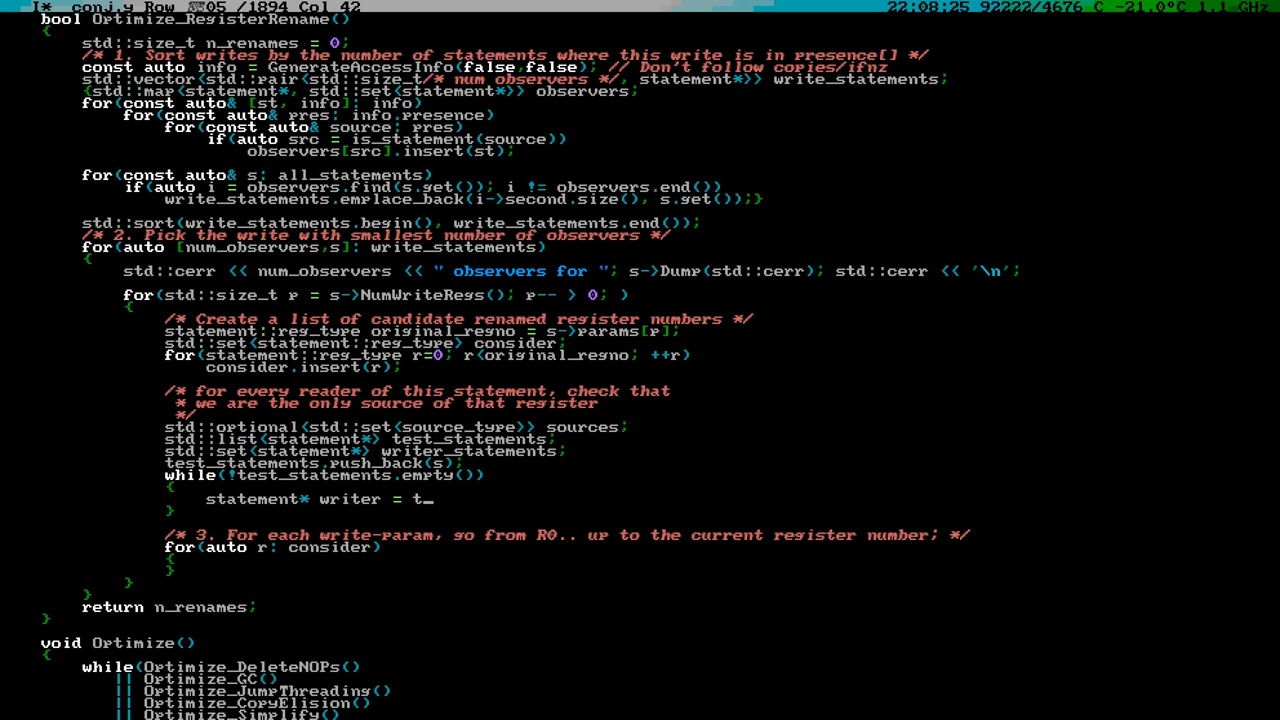 I* conj.y Row 805 /1894 Col 42 22:08:25 92222/4676 C -21.0°C 1.1 GHz
bool Optimize_RegisterRename()
{
    std::size_t n_renames = 0;
    /* 1. Sort writes by the number of statements where this write is in presence[] */
    const auto info = GenerateAccessInfo(false,false); // Don't follow copies/ifnz
    std::vector<std::pair<std::size_t/* num observers */, statement*>> write_statements;
    {std::map<statement*, std::set<statement*>> observers;
    for(const auto& [st, info]: info)
        for(const auto& pres: info.presence)
            for(const auto& source: pres)
                if(auto src = is_statement(source))
                    observers[src].insert(st);

    for(const auto& s: all_statements)
        if(auto i = observers.find(s.get()); i != observers.end())
            write_statements.emplace_back(i->second.size(), s.get());}

    std::sort(write_statements.begin(), write_statements.end());
    /* 2. Pick the write with smallest number of observers */
    for(auto [num_observers,s]: write_statements)
    {
        std::cerr << num_observers << " observers for "; s->Dump(std::cerr); std::cerr << '\n';

        for(std::size_t p = s->NumWriteRegs(); p-- > 0; )
        {
            /* Create a list of candidate renamed register numbers */
            statement::reg_type original_regno = s->params[p];
            std::set<statement::reg_type> consider;
            for(statement::reg_type r=0; r<original_regno; ++r)
                consider.insert(r);

            /* for every reader of this statement, check that
             * we are the only source of that register
             */
            std::optional<std::set<source_type>> sources;
            std::list<statement*> test_statements;
            std::set<statement*> writer_statements;
            test_statements.push_back(s);
            while(!test_statements.empty())
            {
                statement* writer = t_
            }

            /* 3. For each write-param, go from R0.. up to the current register number; */
            for(auto r: consider)
            {
            }
        }
    }
    return n_renames;
}

void Optimize()
{
    while(Optimize_DeleteNOPs()
       || Optimize_GC()
       || Optimize_JumpThreading()
       || Optimize_CopyElision()
       || Optimize_Simplify()